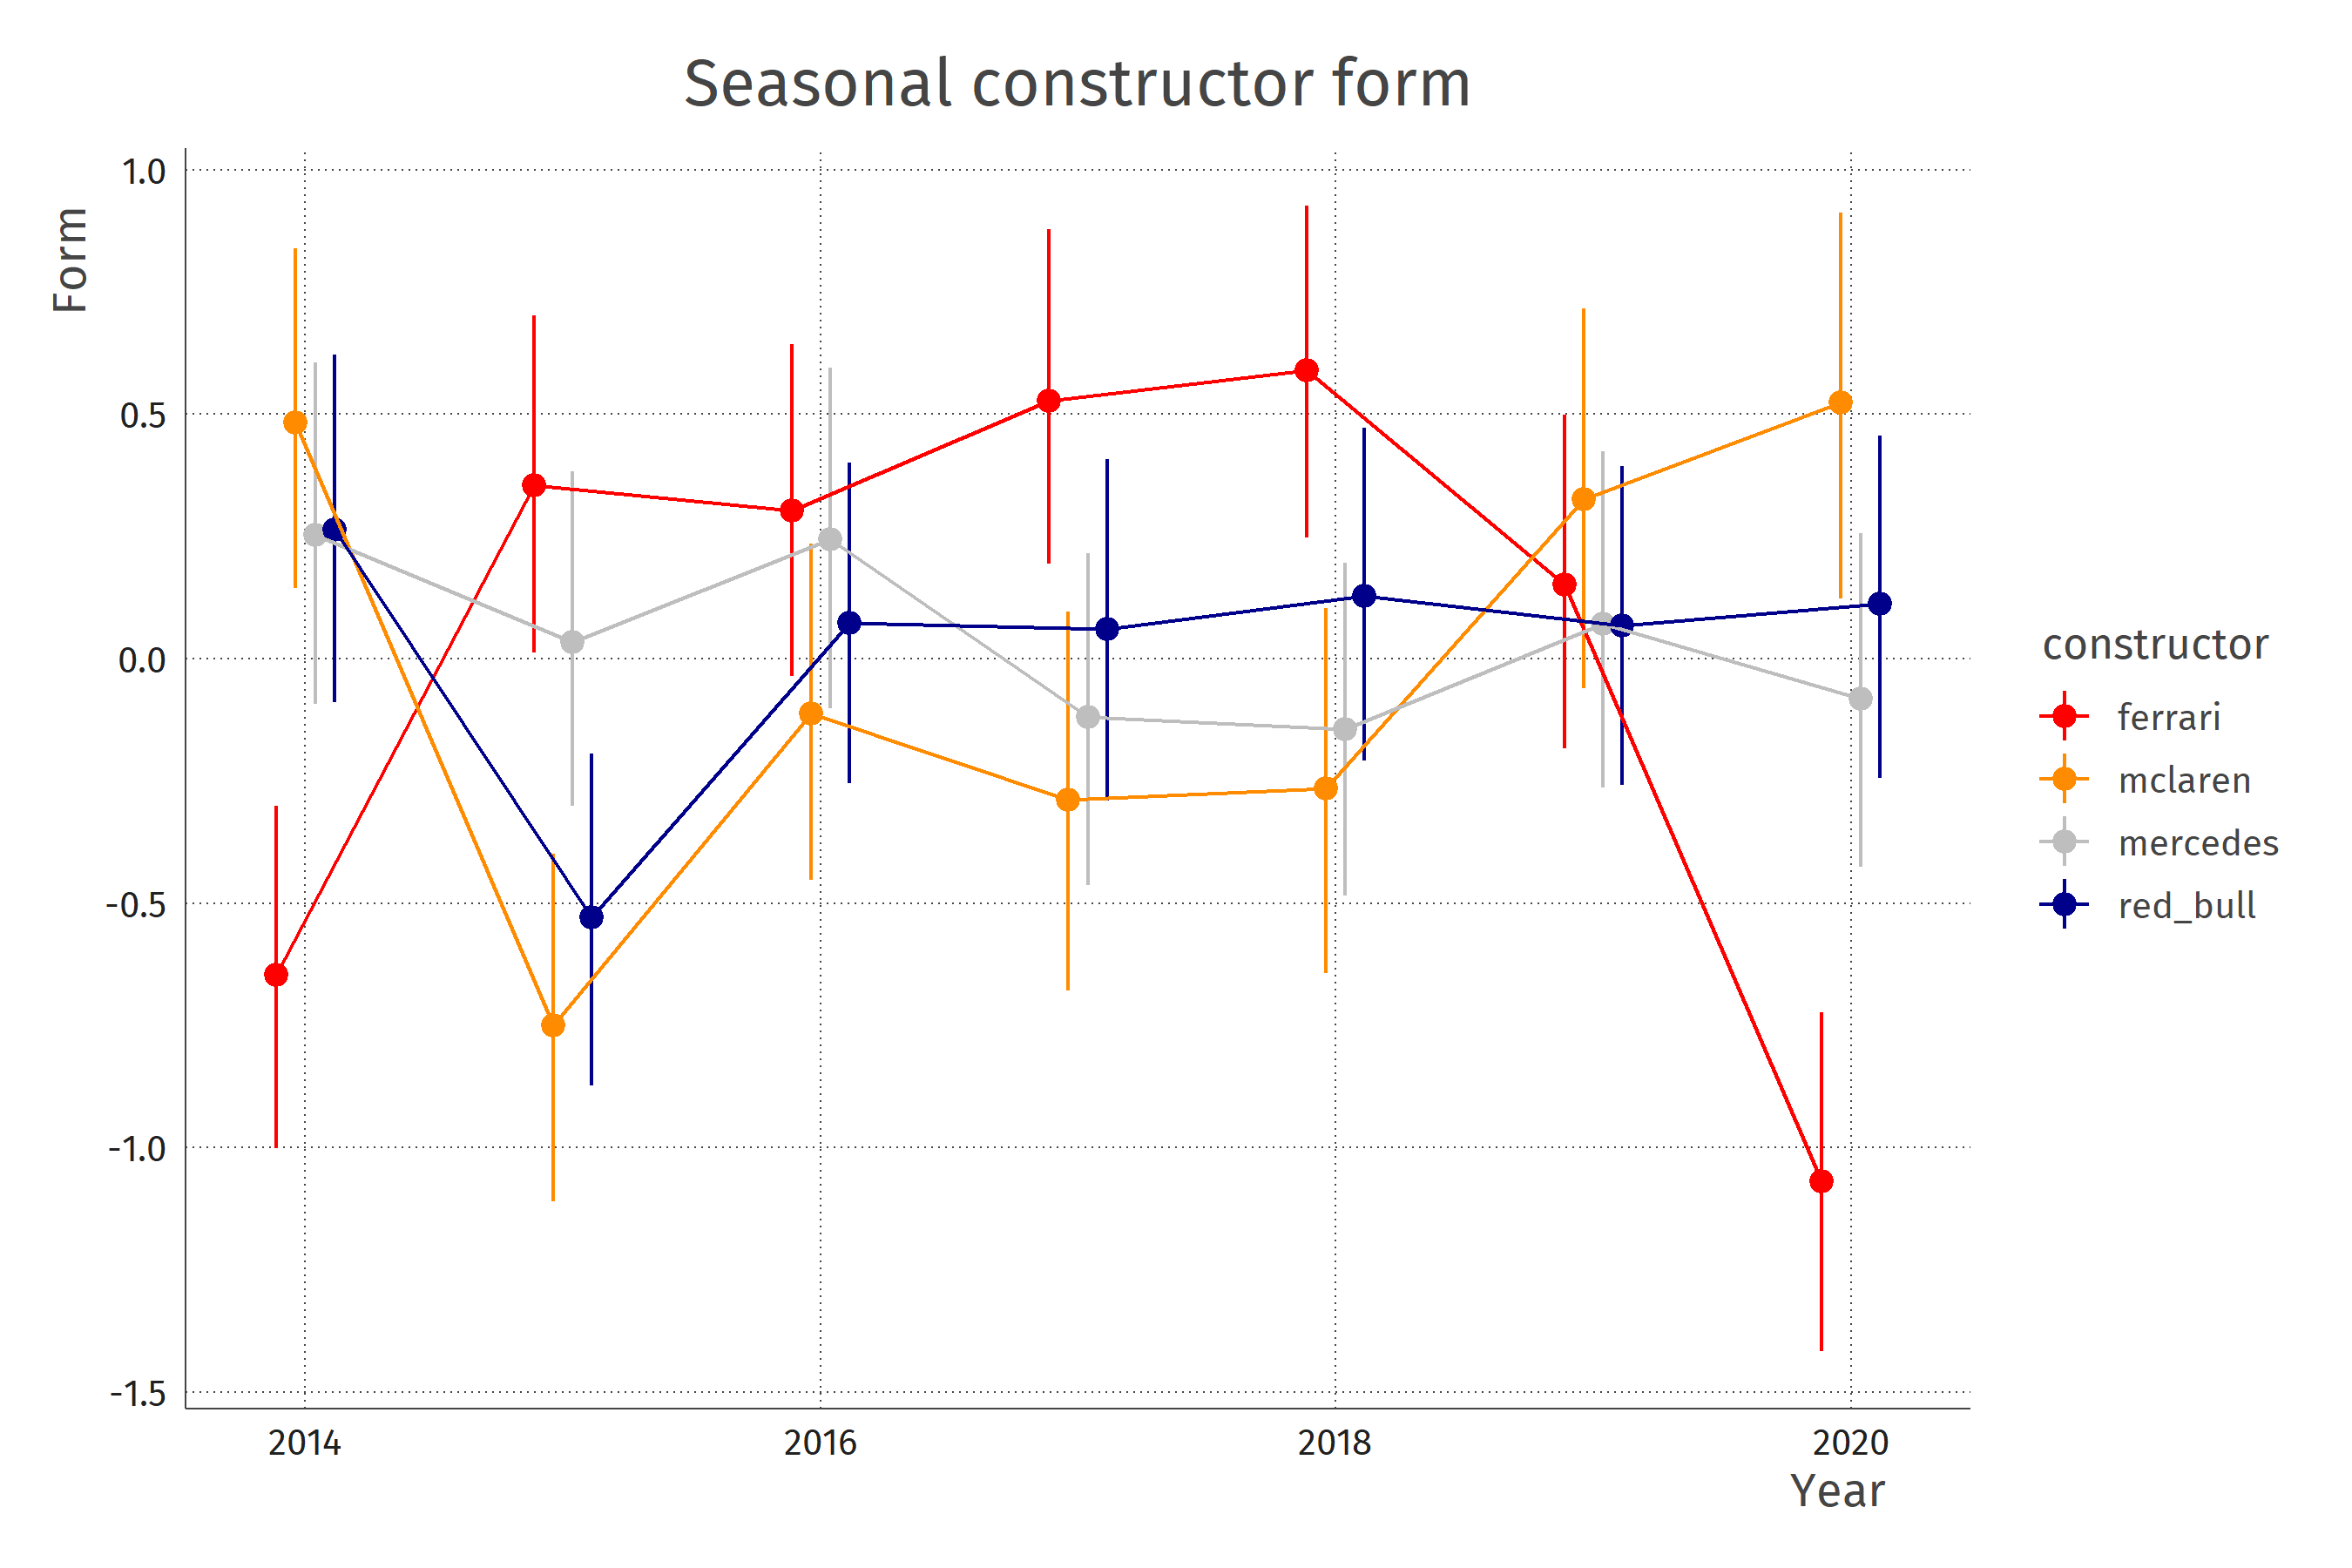 Seasonal constructor form
Form
1.0
0.5
0.0
-0.5
-1.0
-1.5
2014
2016
2018
2020
Year
constructor
ferrari
mclaren
mercedes
red_bull